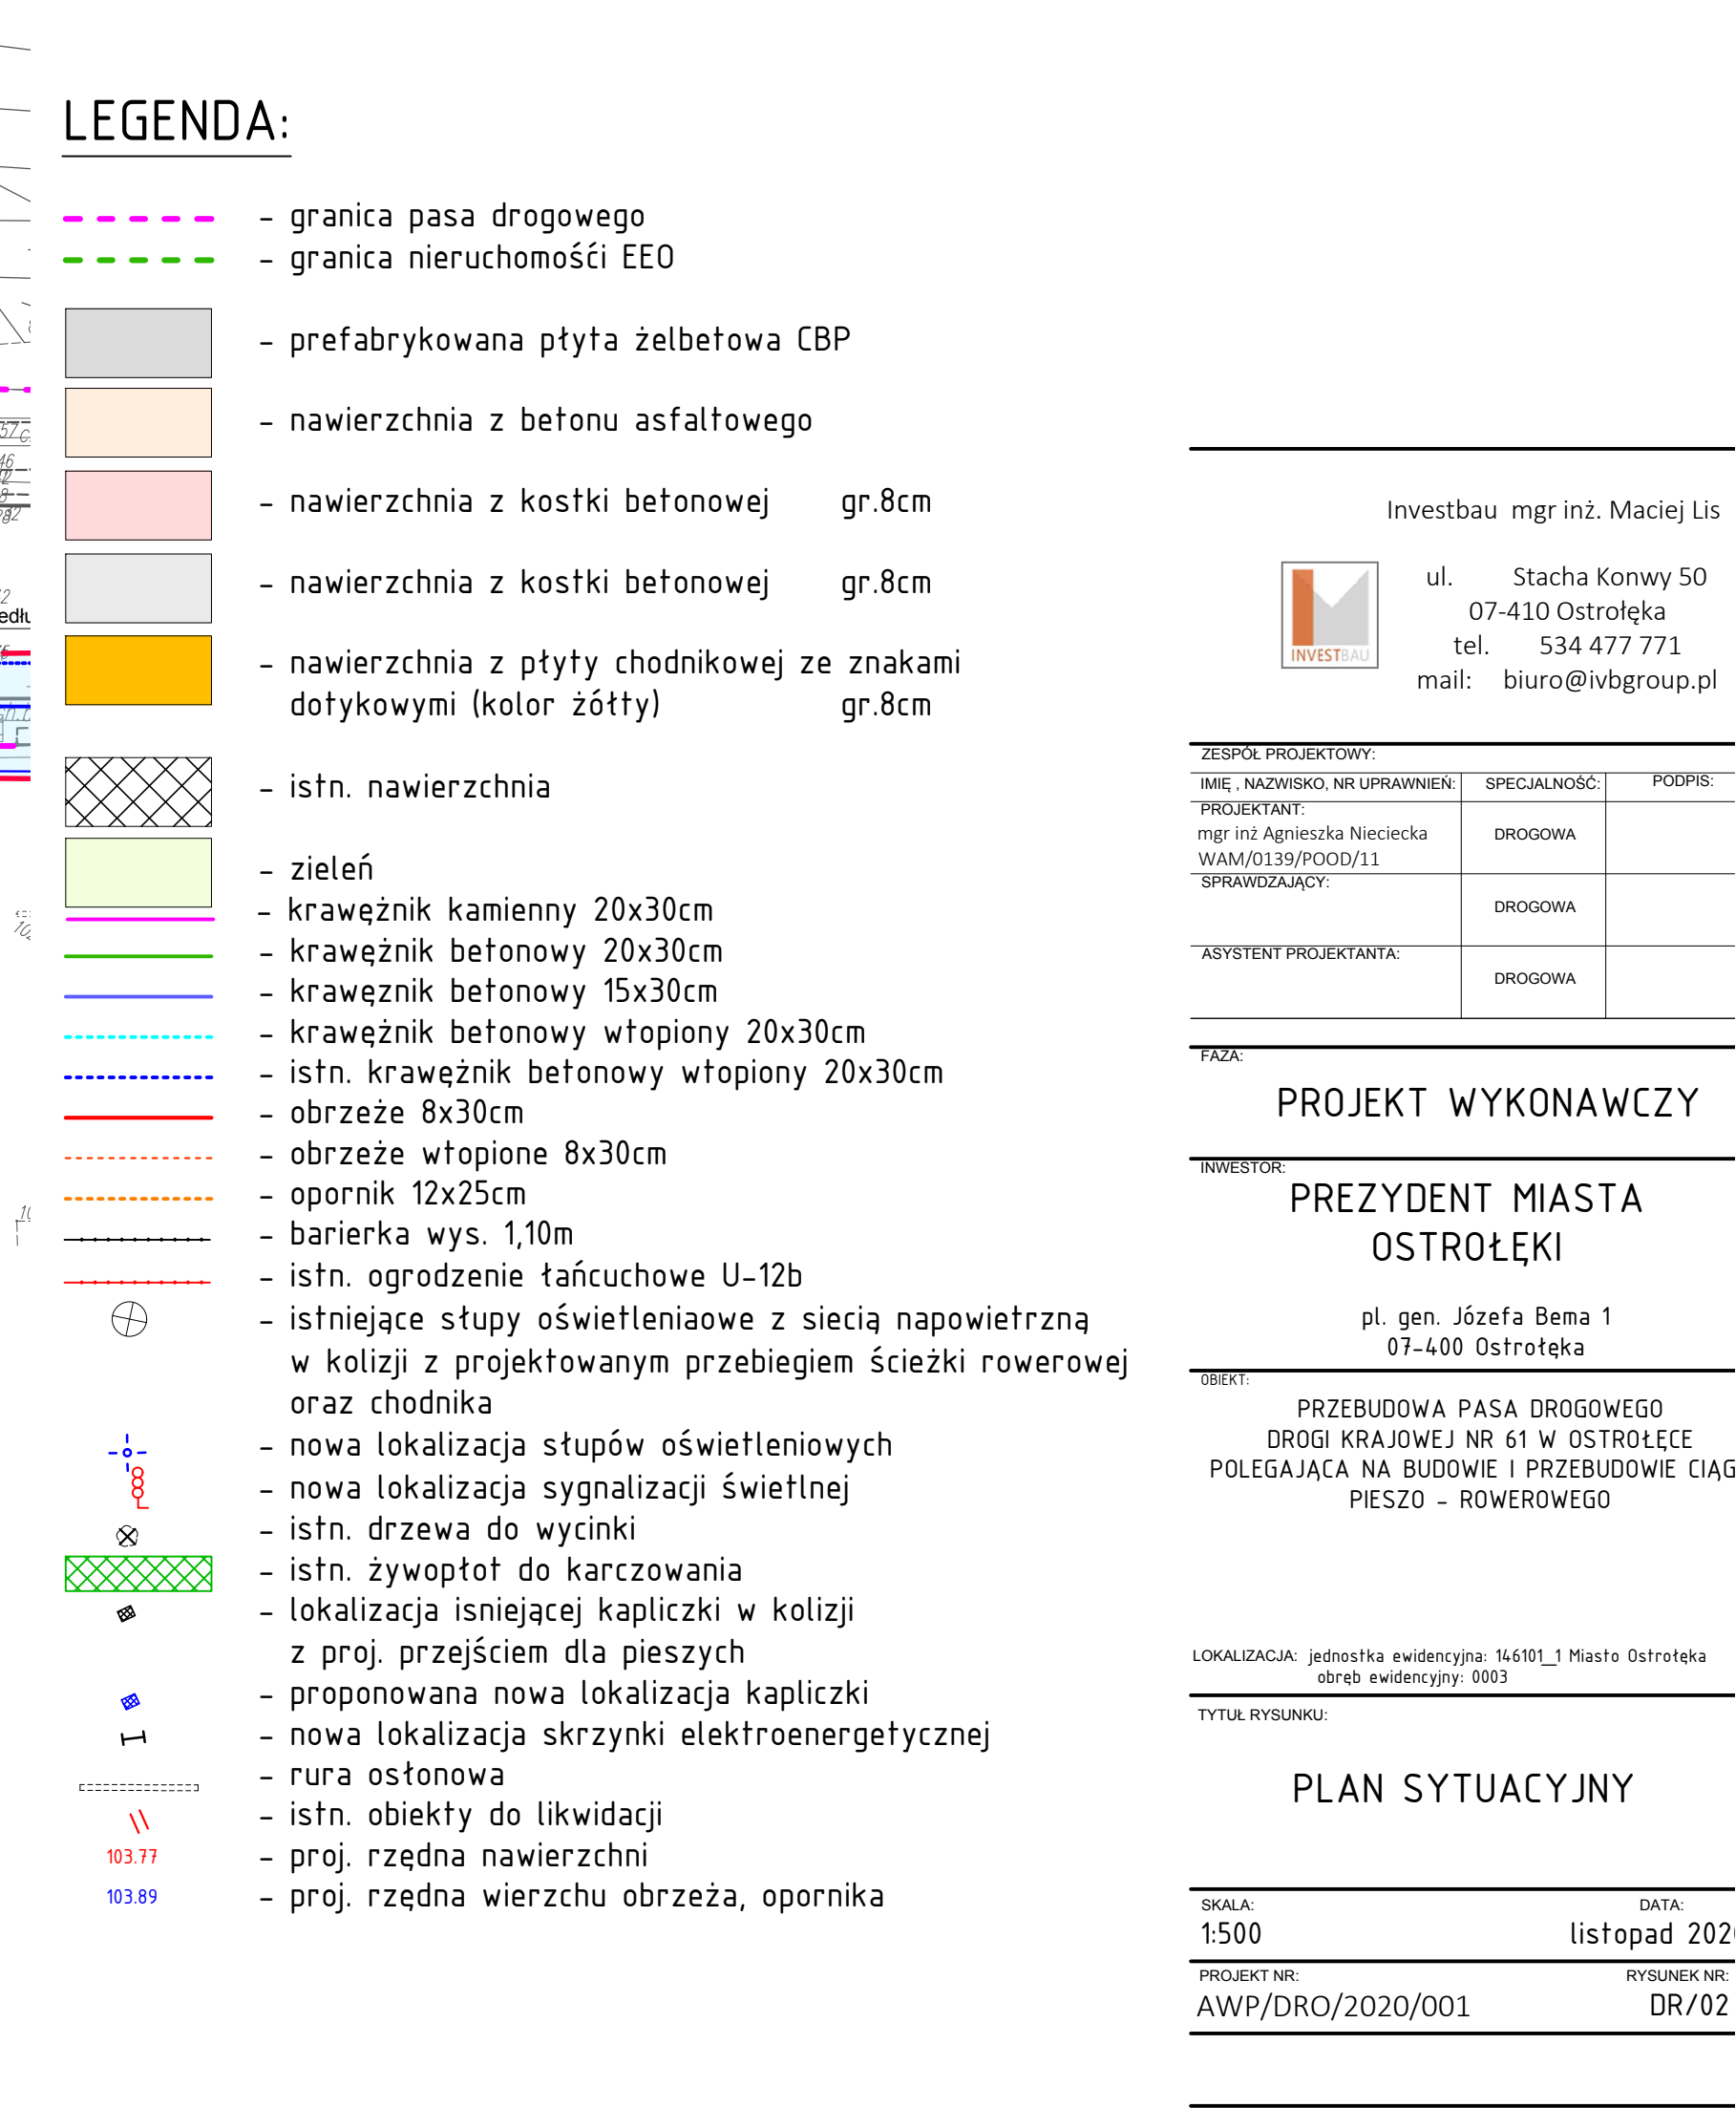 LEGENDA:
- granica pasa drogowego
- granica nieruchomośći EEO
- prefabrykowana płyta żelbetowa CBP
- nawierzchnia z betonu asfaltowego
- nawierzchnia z kostki betonowej gr.8cm
- nawierzchnia z kostki betonowej gr.8cm
- nawierzchnia z płyty chodnikowej ze znakami
dotykowymi (kolor żółty) gr.8cm
- istn. nawierzchnia
- zieleń
- krawężnik kamienny 20x30cm
- krawężnik betonowy 20x30cm
- krawęznik betonowy 15x30cm
- krawężnik betonowy wtopiony 20x30cm
- istn. krawężnik betonowy wtopiony 20x30cm
- obrzeże 8x30cm
- obrzeże wtopione 8x30cm
- opornik 12x25cm
- barierka wys. 1,10m
- istn. ogrodzenie łańcuchowe U-12b
- istniejące słupy oświetleniaowe z siecią napowietrzną
w kolizji z projektowanym przebiegiem ścieżki rowerowej
oraz chodnika
- nowa lokalizacja słupów oświetleniowych
- nowa lokalizacja sygnalizacji świetlnej
- istn. drzewa do wycinki
- istn. żywopłot do karczowania
- lokalizacja isniejącej kapliczki w kolizji
z proj. przejściem dla pieszych
- proponowana nowa lokalizacja kapliczki
- nowa lokalizacja skrzynki elektroenergetycznej
- rura osłonowa
- istn. obiekty do likwidacji
103.77 - proj. rzędna nawierzchni
103.89 - proj. rzędna wierzchu obrzeża, opornika
Investbau mgr inż. Maciej Lis
INVESTBAU
ul. Stacha Konwy 50
07-410 Ostrołęka
tel. 534 477 771
mail: biuro@ivbgroup.pl
ZESPÓŁ PROJEKTOWY:
IMIĘ , NAZWISKO, NR UPRAWNIEŃ: SPECJALNOŚĆ: PODPIS:
PROJEKTANT:
mgr inż Agnieszka Nieciecka
WAM/0139/POOD/11
DROGOWA
SPRAWDZAJĄCY:
DROGOWA
ASYSTENT PROJEKTANTA:
DROGOWA
FAZA:
PROJEKT WYKONAWCZY
INWESTOR:
PREZYDENT MIASTA
OSTROŁĘKI
pl. gen. Józefa Bema 1
07-400 Ostrołęka
OBIEKT:
PRZEBUDOWA PASA DROGOWEGO
DROGI KRAJOWEJ NR 61 W OSTROŁĘCE
POLEGAJĄCA NA BUDOWIE I PRZEBUDOWIE CIĄG
PIESZO - ROWEROWEGO
LOKALIZACJA: jednostka ewidencyjna: 146101_1 Miasto Ostrołęka
obręb ewidencyjny: 0003
TYTUŁ RYSUNKU:
PLAN SYTUACYJNY
SKALA: DATA:
1:500 listopad 202
PROJEKT NR: RYSUNEK NR:
AWP/DRO/2020/001 DR/02